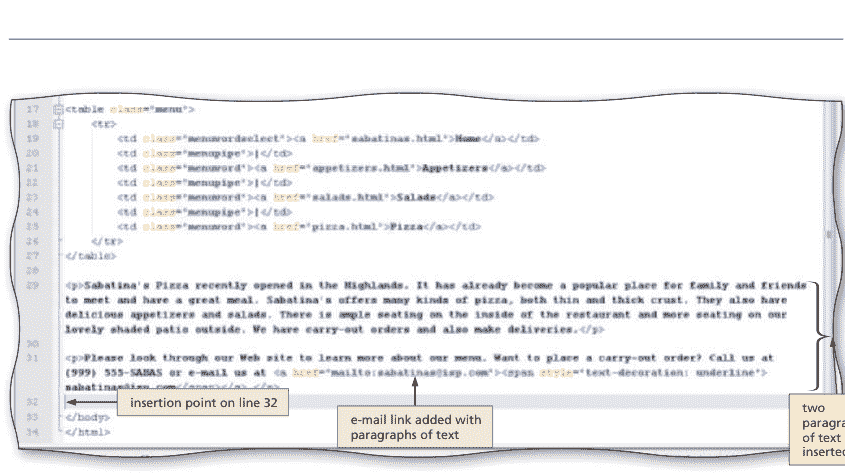 17 <table class="menu">
18 <tr>
19 <td class="menuwordselect"><a href="sabatinas.html">Home</a></td>
20 <td class="menupipe">|</td>
21 <td class="menuword"><a href="appetizers.html">Appetizers</a></td>
22 <td class="menupipe">|</td>
23 <td class="menuword"><a href="salads.html">Salads</a></td>
24 <td class="menupipe">|</td>
25 <td class="menuword"><a href="pizza.html">Pizza</a></td>
26 </tr>
27 </table>
28
29 <p>Sabatina's Pizza recently opened in the Highlands. It has already become a popular place for family and friends
to meet and have a great meal. Sabatina's offers many kinds of pizza, both thin and thick crust. They also have
delicious appetizers and salads. There is ample seating on the inside of the restaurant and more seating on our
lovely shaded patio outside. We have carry-out orders and also make deliveries.</p>
30
31 <p>Please look through our Web site to learn more about our menu. Want to place a carry-out order? Call us at
(999) 555-SABAS or e-mail us at <a href="mailto:sabatinas@isp.com"><span style="text-decoration: underline">
sabatinas@isp.com</span></a>.</p>
32
33 </body>
34 </html>
insertion point on line 32
e-mail link added with
paragraphs of text
two
paragra
of text
inserted